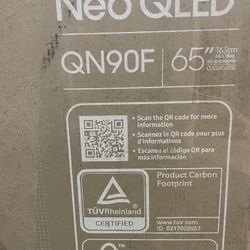 Neo QLED
QN90F
65"
163cm
Scan the QR code for more
information
Scannez le QR code pour plus
d'informations
Escanea el código QR para
más información
TÜVRheinland
CERTIFIED
Product Carbon
Footprint
www.tuv.com
ID 0217009957